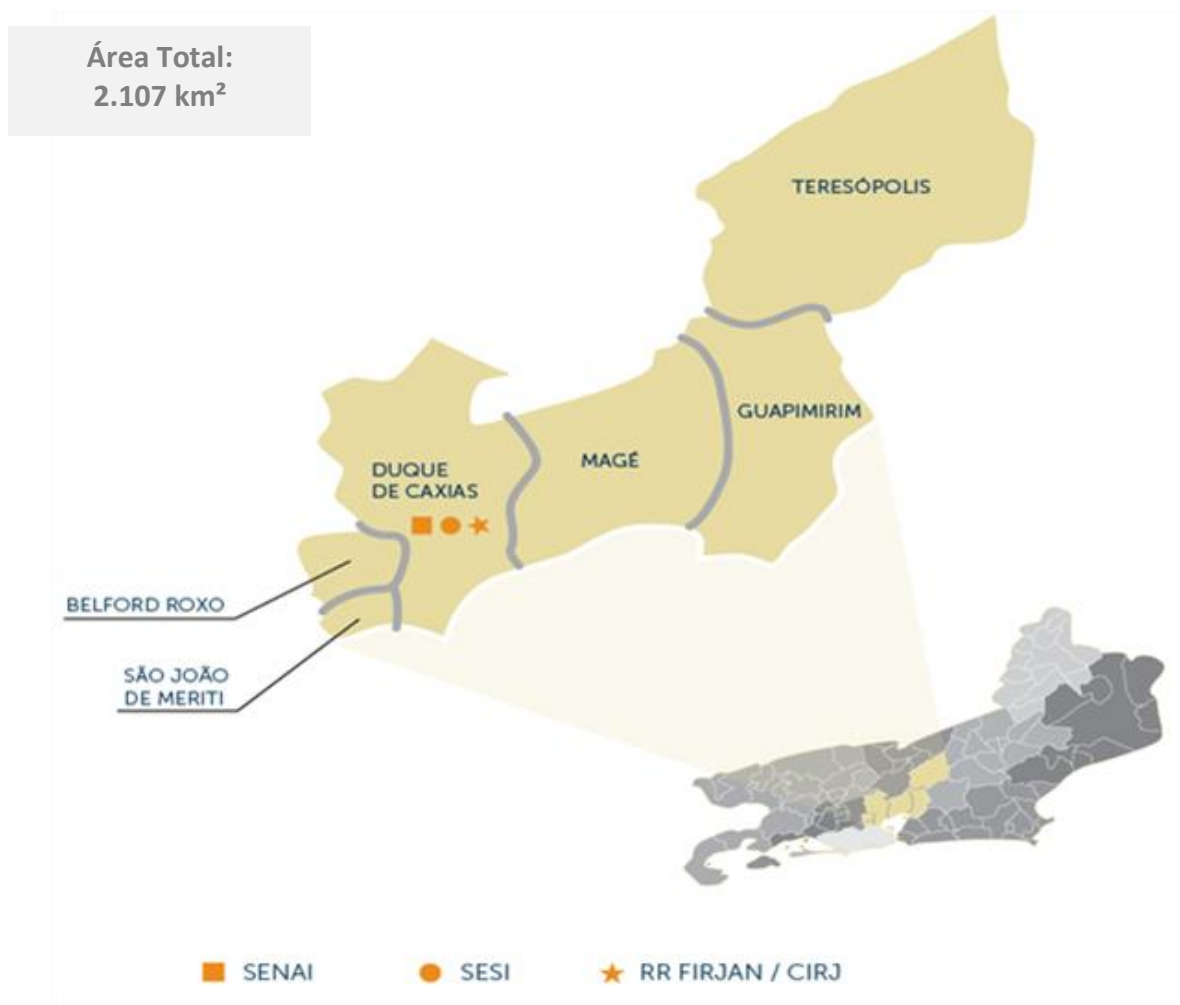 Área Total:
2.107 km²
TERESÓPOLIS
GUAPIMIRIM
MAGÉ
DUQUE
DE CAXIAS
BELFORD ROXO
SÃO JOÃO
DE MERITI
SENAI
SESI
RR FIRJAN / CIRJ